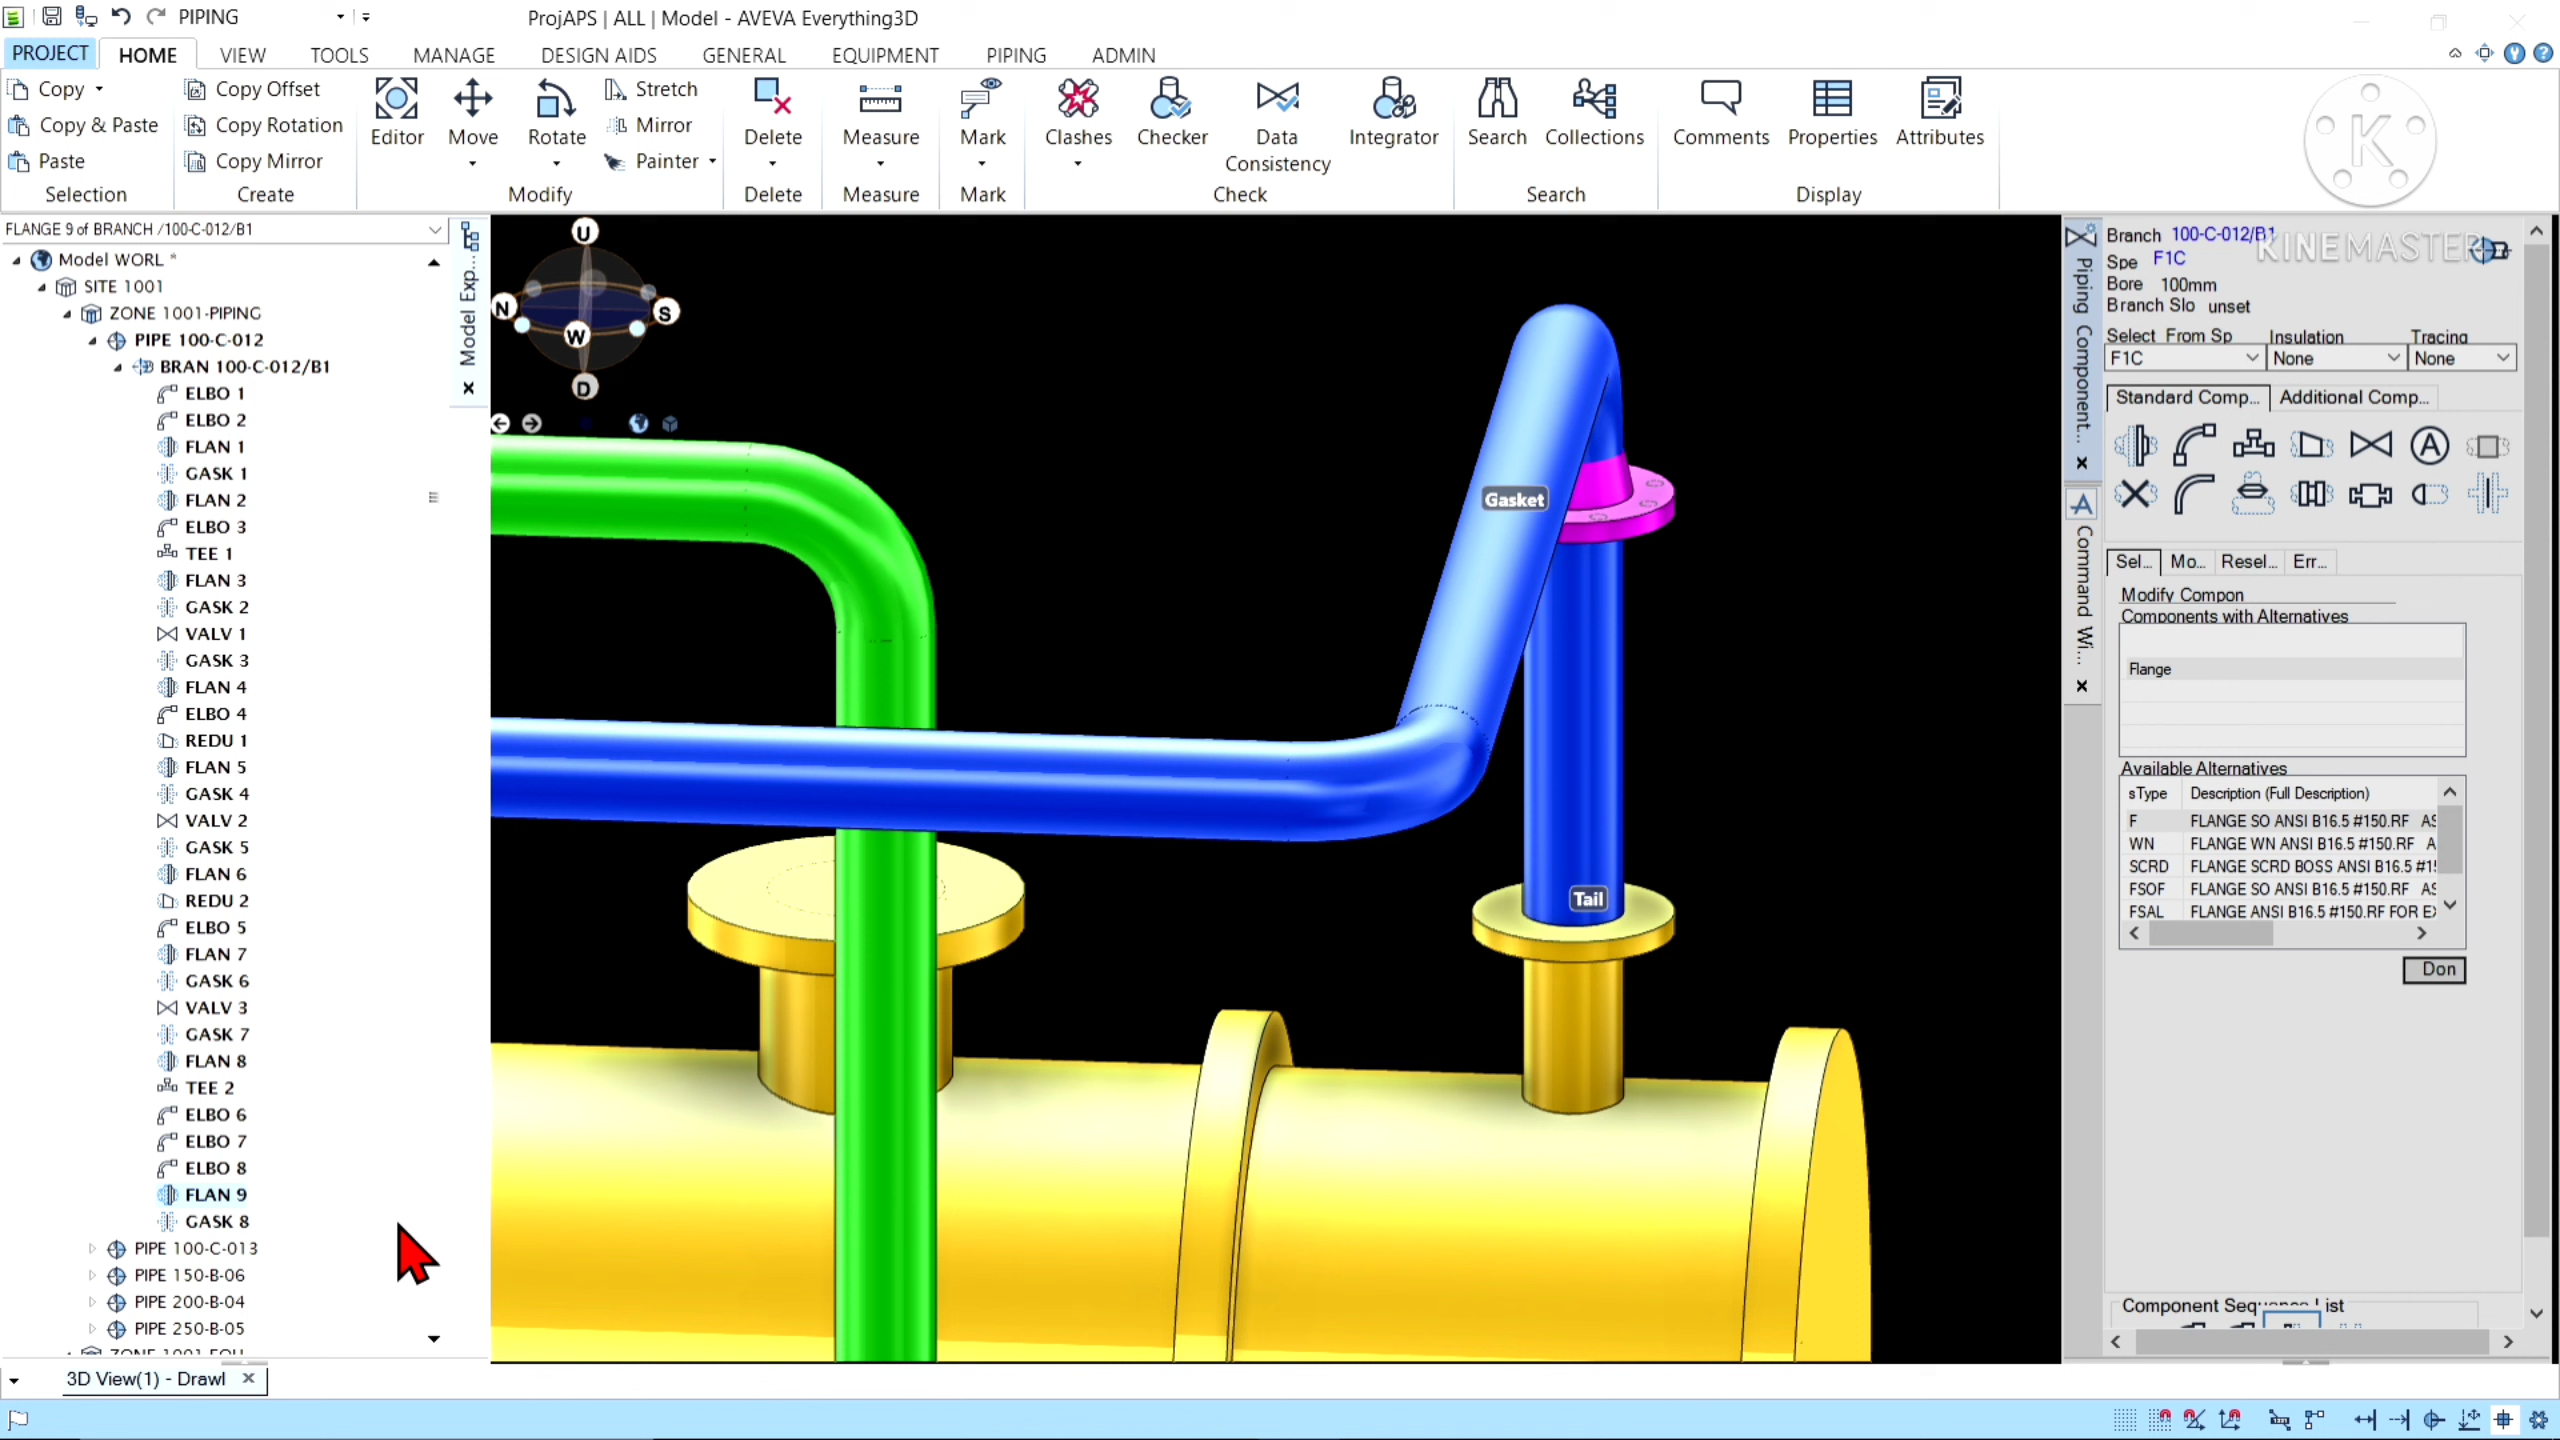 PIPING
ProjAPS | ALL | Model - AVEVA Everything3D
PROJECT
HOME
VIEW
TOOLS
MANAGE
DESIGN AIDS
GENERAL
EQUIPMENT
PIPING
ADMIN
Copy
Copy & Paste
Paste
Selection
Copy Offset
Copy Rotation
Copy Mirror
Create
Editor
Move
Rotate
Stretch
Mirror
Painter
Modify
Delete
Delete
Measure
Measure
Mark
Mark
Clashes
Checker
Data
Consistency
Integrator
Check
Search
Collections
Search
Comments
Properties
Attributes
Display
K
KINEMASTER
FLANGE 9 of BRANCH /100-C-012/B1
Model WORL *
SITE 1001
ZONE 1001-PIPING
PIPE 100-C-012
BRAN 100-C-012/B1
ELBO 1
ELBO 2
FLAN 1
GASK 1
FLAN 2
ELBO 3
TEE 1
FLAN 3
GASK 2
VALV 1
GASK 3
FLAN 4
ELBO 4
REDU 1
FLAN 5
GASK 4
VALV 2
GASK 5
FLAN 6
REDU 2
ELBO 5
FLAN 7
GASK 6
VALV 3
GASK 7
FLAN 8
TEE 2
ELBO 6
ELBO 7
ELBO 8
FLAN 9
GASK 8
PIPE 100-C-013
PIPE 150-B-06
PIPE 200-B-04
PIPE 250-B-05
Model Exp...
U
N
S
W
D
Gasket
Tail
Piping Component...
Command Wi...
Branch 100-C-012/B1
Spe F1C
Bore 100mm
Branch Slo unset
Select From Sp
Insulation
Tracing
F1C
None
None
Standard Comp...
Additional Comp...
Sel...
Mo...
Resel...
Err...
Modify Compon
Components with Alternatives
Flange
Available Alternatives
sType Description (Full Description)
F FLANGE SO ANSI B16.5 #150.RF AS
WN FLANGE WN ANSI B16.5 #150.RF A
SCRD FLANGE SCRD BOSS ANSI B16.5 #1
FSOF FLANGE SO ANSI B16.5 #150.RF AS
FSAL FLANGE ANSI B16.5 #150.RF FOR E
Don
Component Sequence List
3D View(1) - Drawl